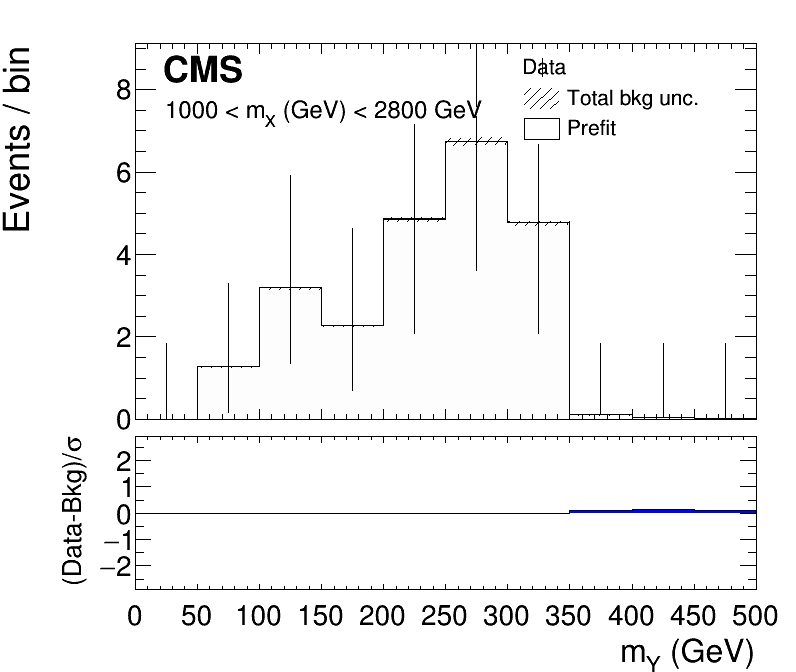 CMS
Data
Total bkg unc.
Prefit
1000 < m_X (GeV) < 2800 GeV
Events / bin
8
6
4
2
0
(Data-Bkg)/σ
2
1
0
−1
−2
0 50 100 150 200 250 300 350 400 450 500
m_Y (GeV)